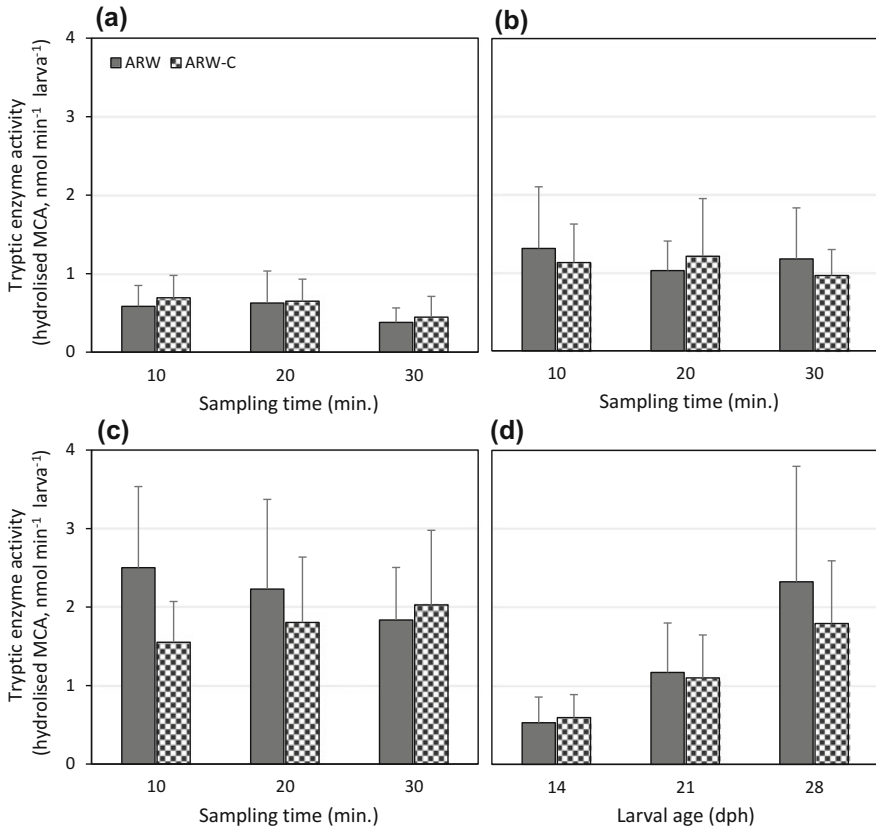 (a)
(b)
Tryptic enzyme activity
(hydrolised MCA, nmol min⁻¹ larva⁻¹)
4
3
2
1
0
ARW ARW-C
10 20 30
Sampling time (min.)
10 20 30
Sampling time (min.)
(c)
(d)
Tryptic enzyme activity
(hydrolised MCA, nmol min⁻¹ larva⁻¹)
4
3
2
1
0
10 20 30
Sampling time (min.)
14 21 28
Larval age (dph)